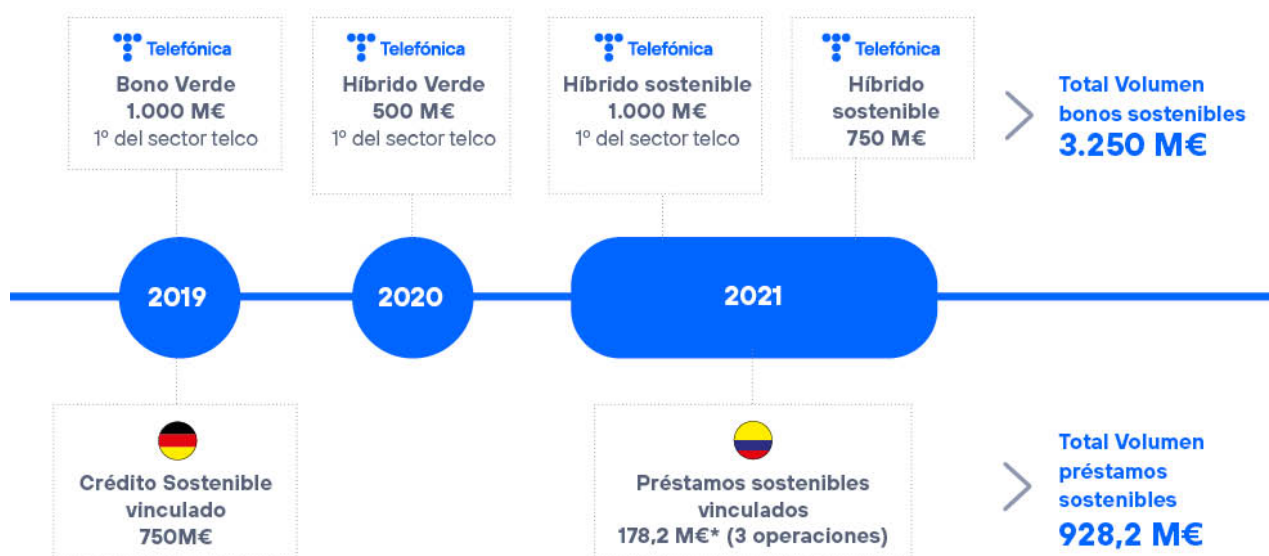 Telefónica
Bono Verde
1.000 M€
1º del sector telco
Telefónica
Híbrido Verde
500 M€
1º del sector telco
Telefónica
Híbrido sostenible
1.000 M€
1º del sector telco
Telefónica
Híbrido
sostenible
750 M€
Total Volumen
bonos sostenibles
3.250 M€
2019
2020
2021
Crédito Sostenible
vinculado
750M€
Préstamos sostenibles
vinculados
178,2 M€* (3 operaciones)
Total Volumen
préstamos
sostenibles
928,2 M€